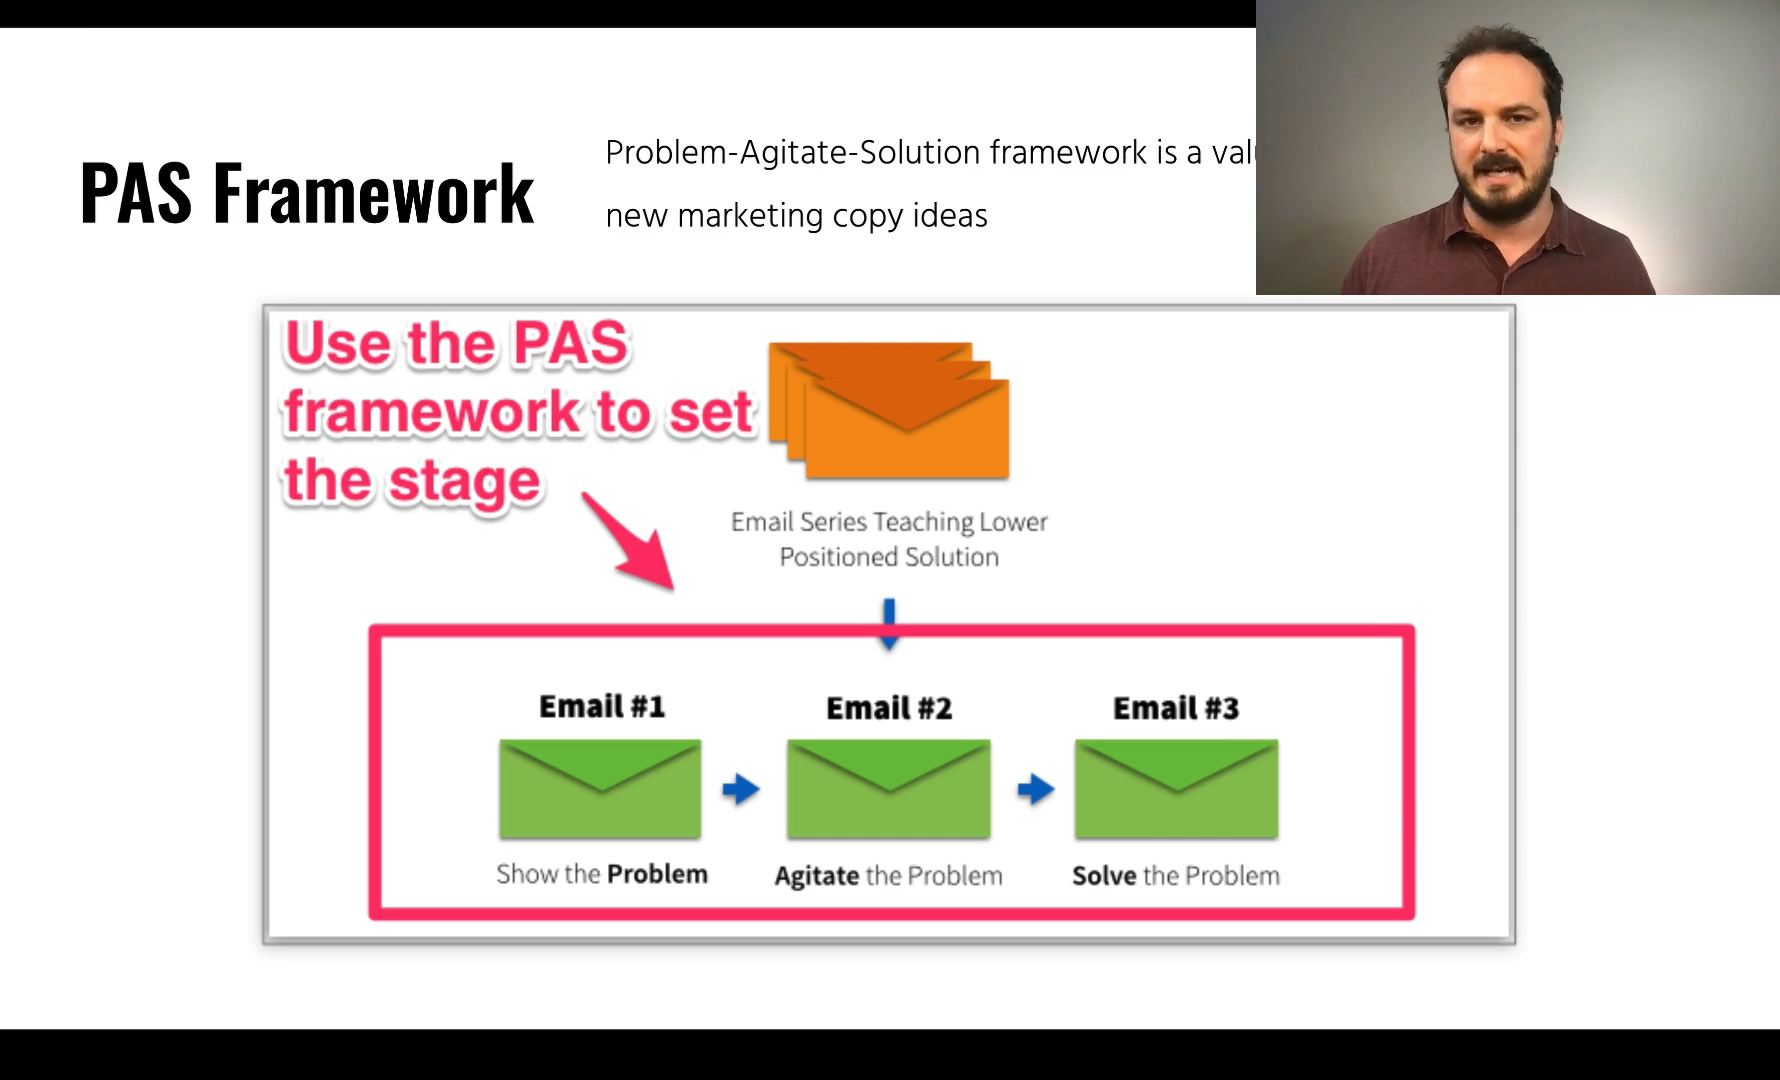 PAS Framework
Problem-Agitate-Solution framework is a
new marketing copy ideas
Use the PAS
framework to set
the stage
Email Series Teaching Lower
Positioned Solution
Email #1
Email #2
Email #3
Show the Problem
Agitate the Problem
Solve the Problem